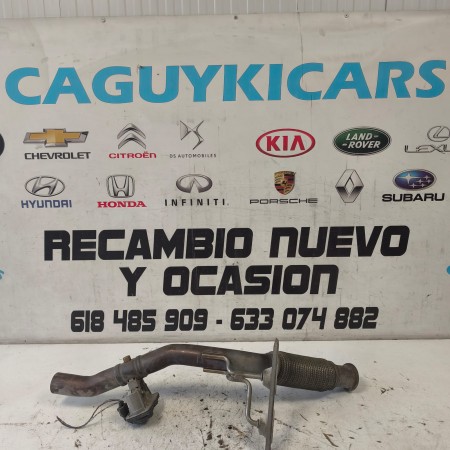 CAGUYKICARS
CHEVROLET CITROËN DS AUTOMOBILES KIA LAND-ROVER LEXUS
HYUNDAI HONDA INFINITI PORSCHE SUBARU
RECAMBIO NUEVO
Y OCASION
618 485 909 - 633 074 882